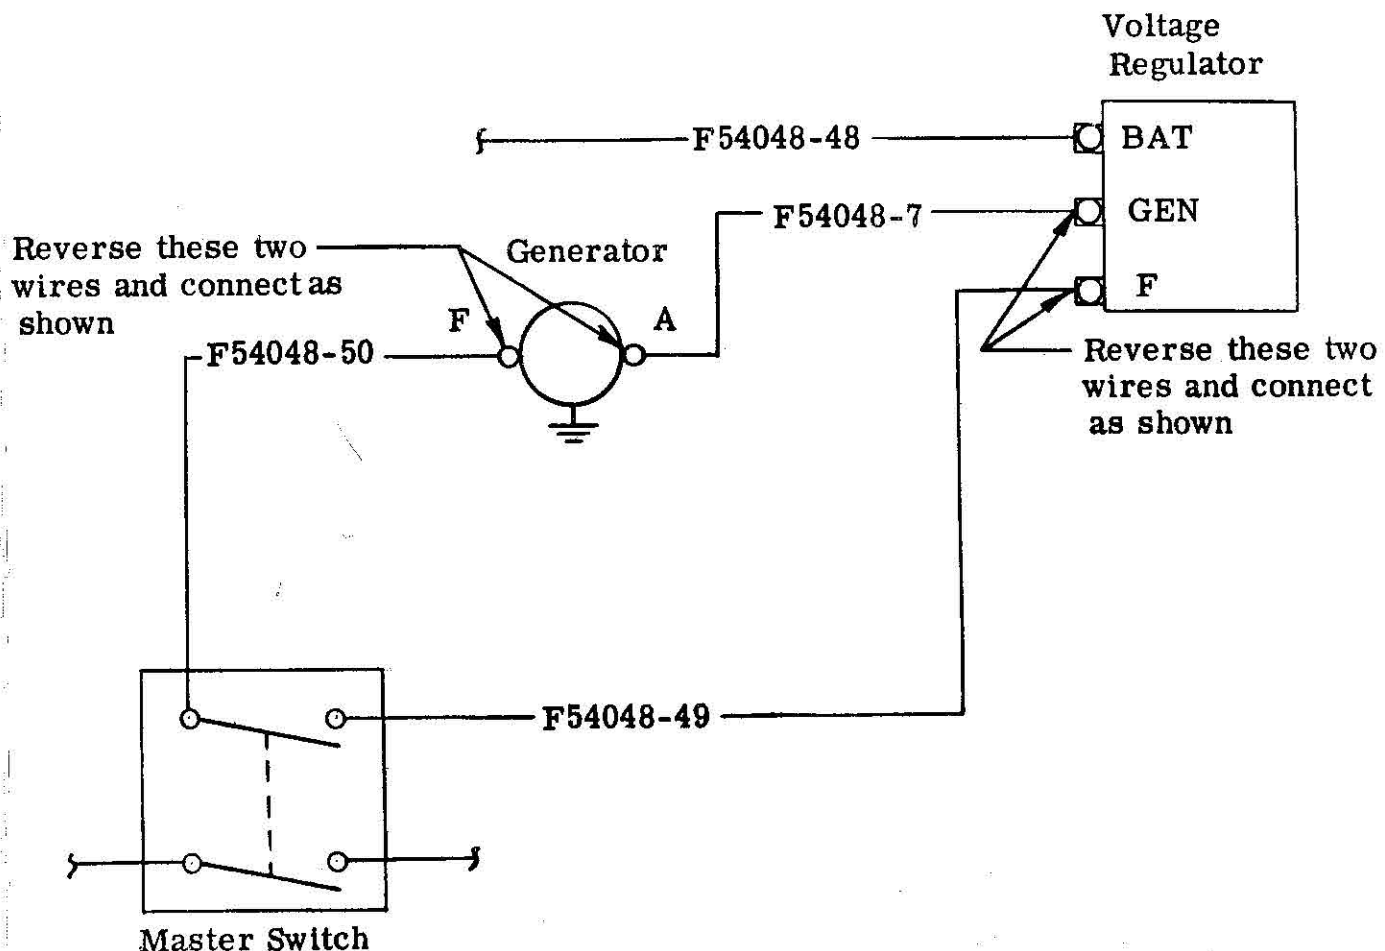 Voltage
Regulator
F54048-48
BAT
F54048-7
GEN
Reverse these two
wires and connect as
shown
Generator
F
A
F
F54048-50
Reverse these two
wires and connect
as shown
F54048-49
Master Switch